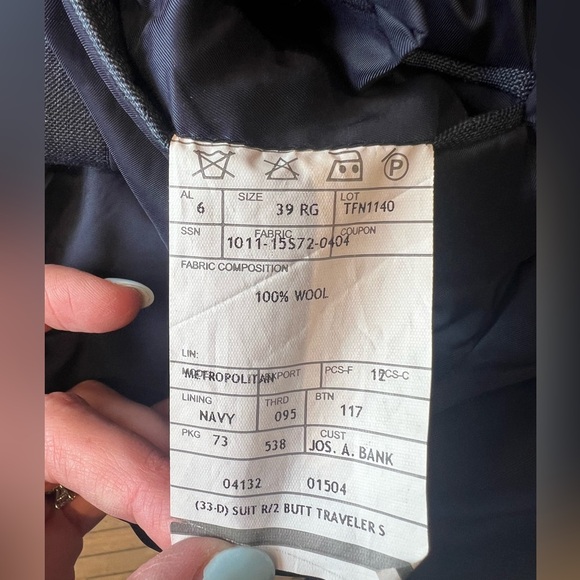 P
AL SIZE LOT
6 39 RG TFN1140
SSN FABRIC COUPON
1011-15S72-0404
FABRIC COMPOSITION
100% WOOL
LIN:
METROPOLITAN EXPORT PCS-F 12 PCS-C
LINING THRD BTN
NAVY 095 117
PKG 73 538 CUST
JOS. A. BANK
04132 01504
(33-D) SUIT R/2 BUTT TRAVELER S